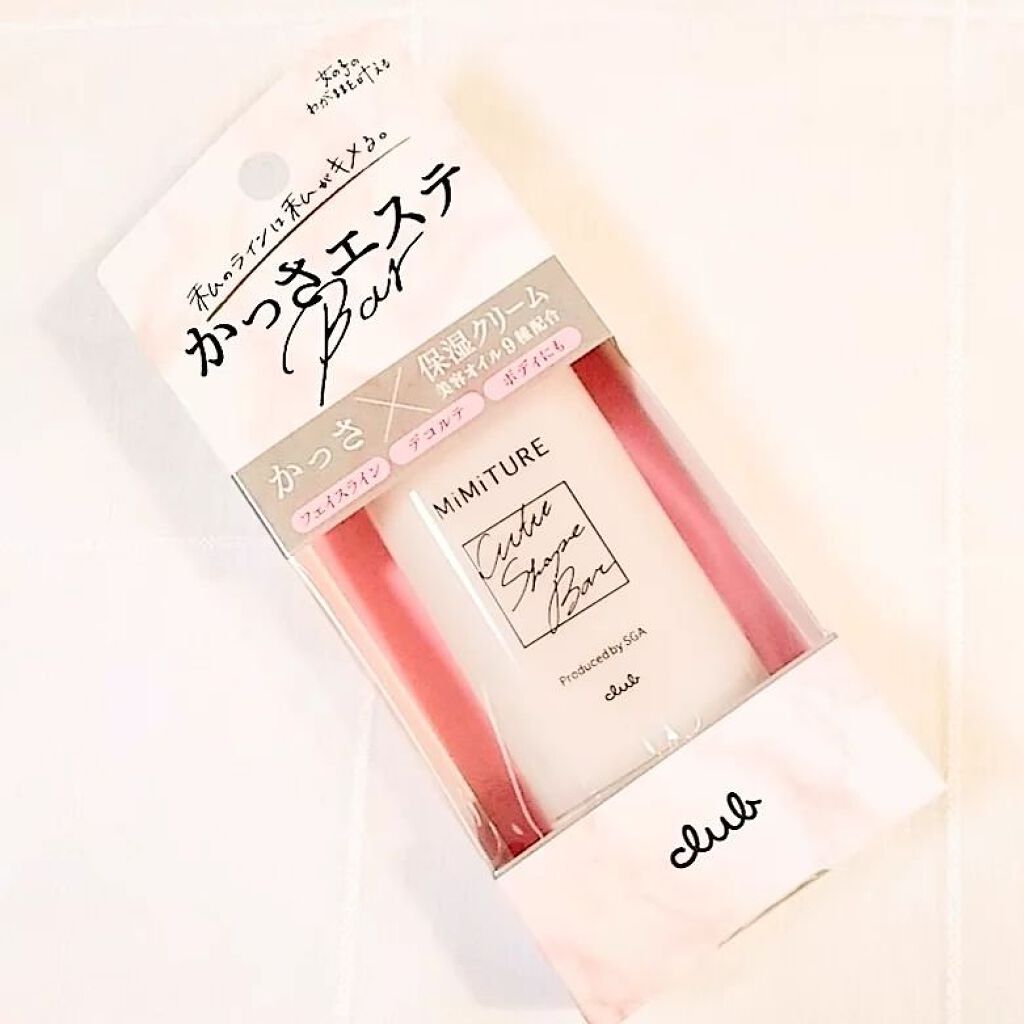 女の子の
わがままを叶える
私のラインは私がキメる。
かっさエステ
Bar
かっさ×保湿クリーム
美容オイル9種配合
フェイスライン
デコルテ
ボディにも
MiMiTURE
Cutie
Shape
Bar
Produced by SGA
club
club